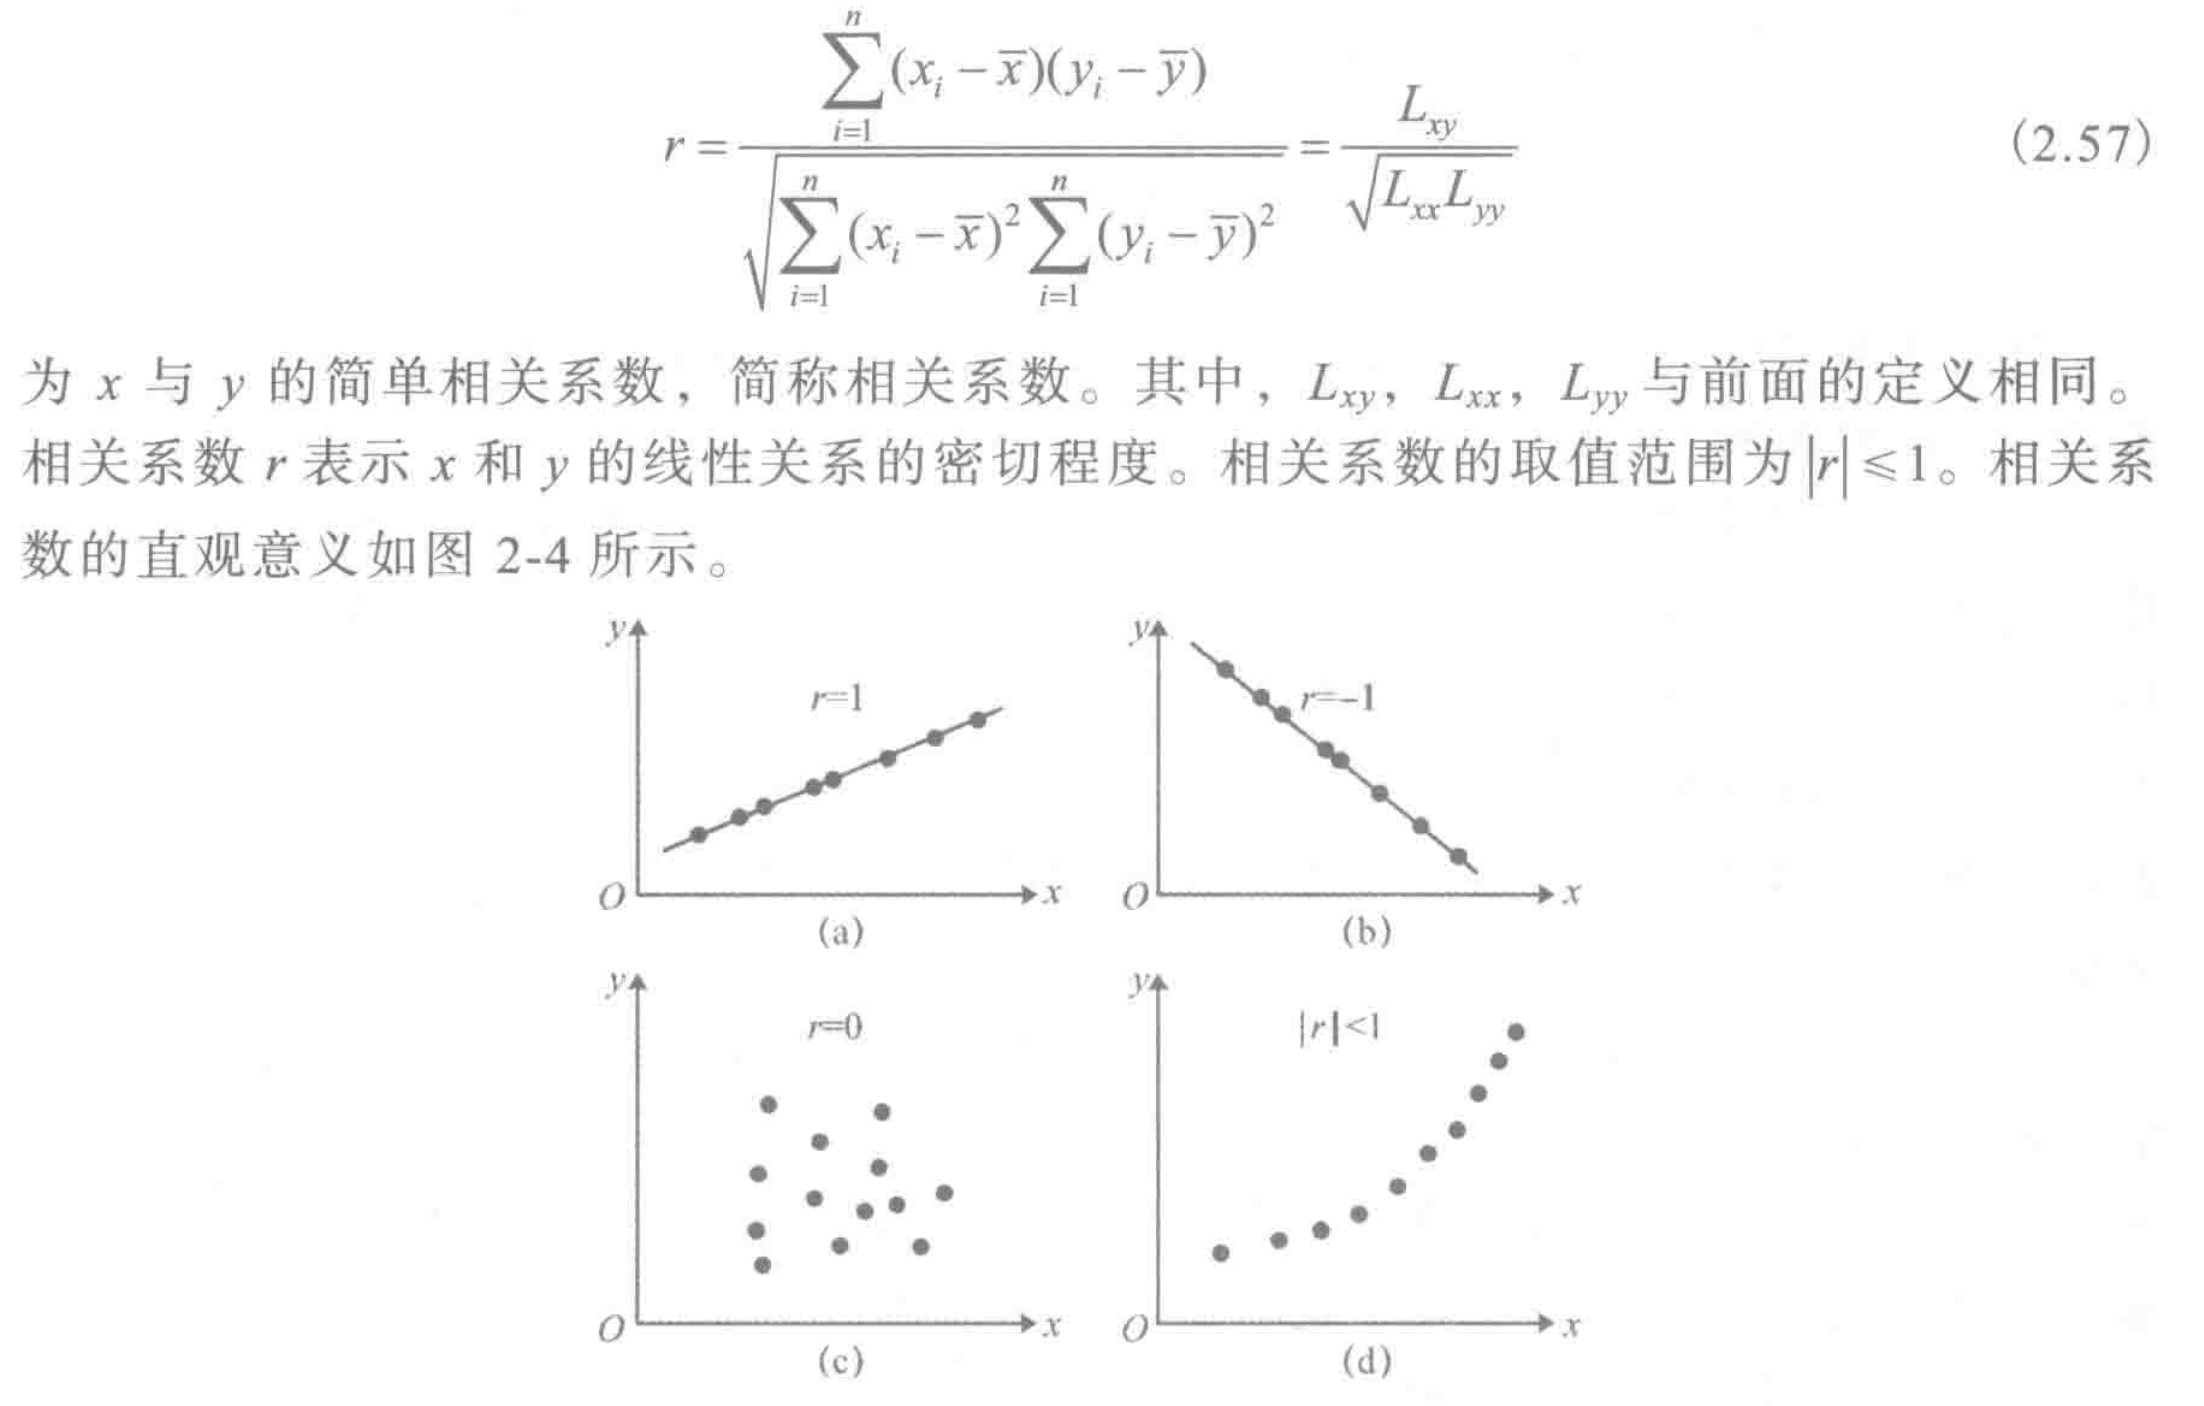 r = \frac{\sum_{i=1}^{n}(x_i-\overline{x})(y_i-\overline{y})}{\sqrt{\sum_{i=1}^{n}(x_i-\overline{x})^2\sum_{i=1}^{n}(y_i-\overline{y})^2}} = \frac{L_{xy}}{\sqrt{L_{xx}L_{yy}}} (2.57)
为 x 与 y 的简单相关系数，简称相关系数。其中，L_{xy}，L_{xx}，L_{yy} 与前面的定义相同。
相关系数 r 表示 x 和 y 的线性关系的密切程度。相关系数的取值范围为|r|≤1。相关系
数的直观意义如图 2-4 所示。
y r=1 O x
(a)
y r=-1 O x
(b)
y r=0 O x
(c)
y |r|<1 O x
(d)